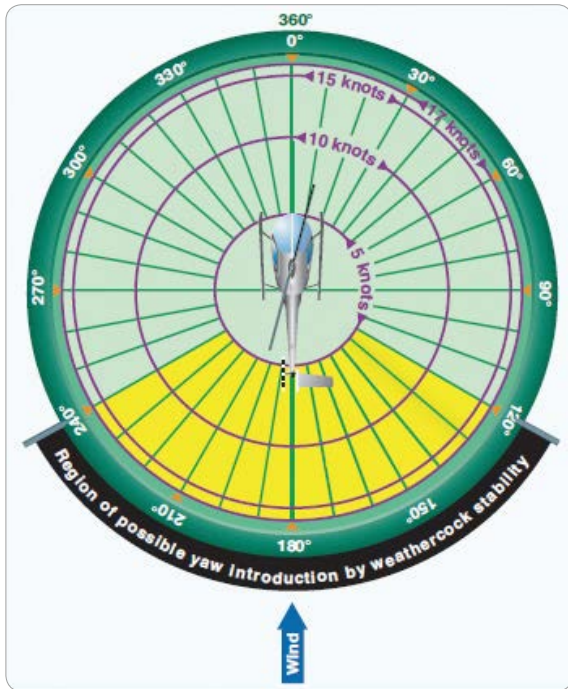 360°
0°
30°
60°
90°
120°
150°
180°
210°
240°
270°
300°
330°
15 knots
17 knots
10 knots
5 knots
Region of possible yaw introduction by weathercock stability
Wind